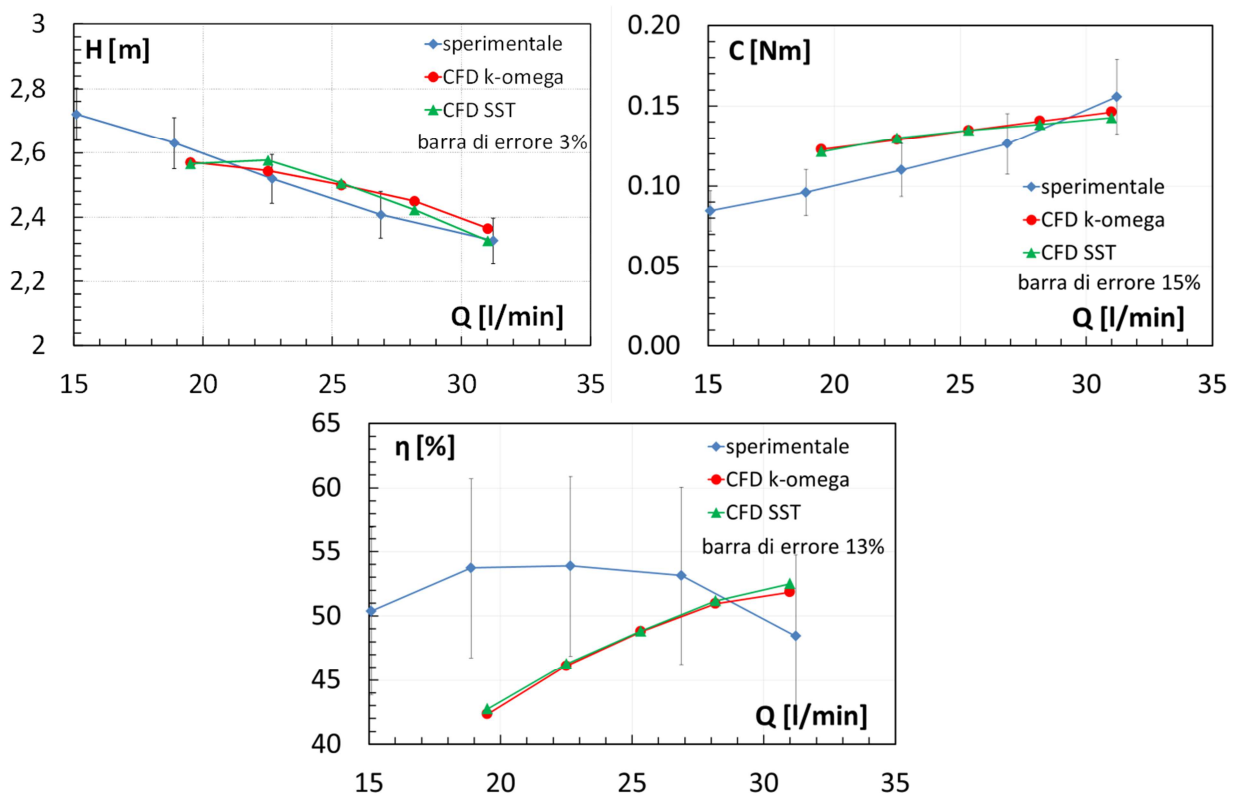 H [m]
sperimentale
CFD k-omega
CFD SST
barra di errore 3%
3
2,8
2,6
2,4
2,2
2
Q [l/min]
15 20 25 30 35
C [Nm]
0.20
0.15
0.10
0.05
0.00
sperimentale
CFD k-omega
CFD SST
barra di errore 15%
Q [l/min]
15 20 25 30 35
η [%]
65
60
55
50
45
40
sperimentale
CFD k-omega
CFD SST
barra di errore 13%
Q [l/min]
15 20 25 30 35